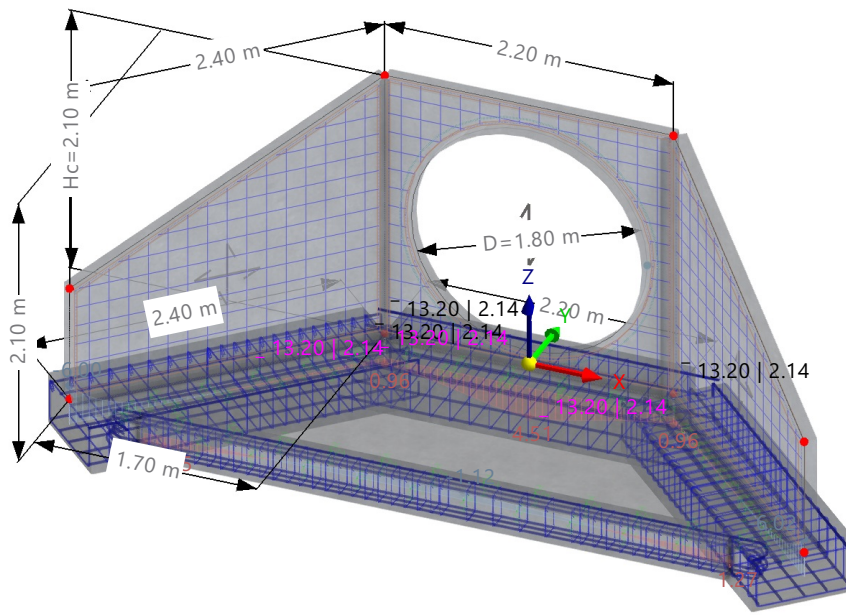 2.40 m
2.20 m
Hc=2.10 m
D=1.80 m
Z
2.20 m
Y
2.40 m
13.20 | 2.14
13.20 | 2.14
2.10 m
13.20 | 2.14
13.20 | 2.14
13.20 | 2.14
X
0.96
13.20 | 2.14
4.51
0.96
1.70 m
1.12